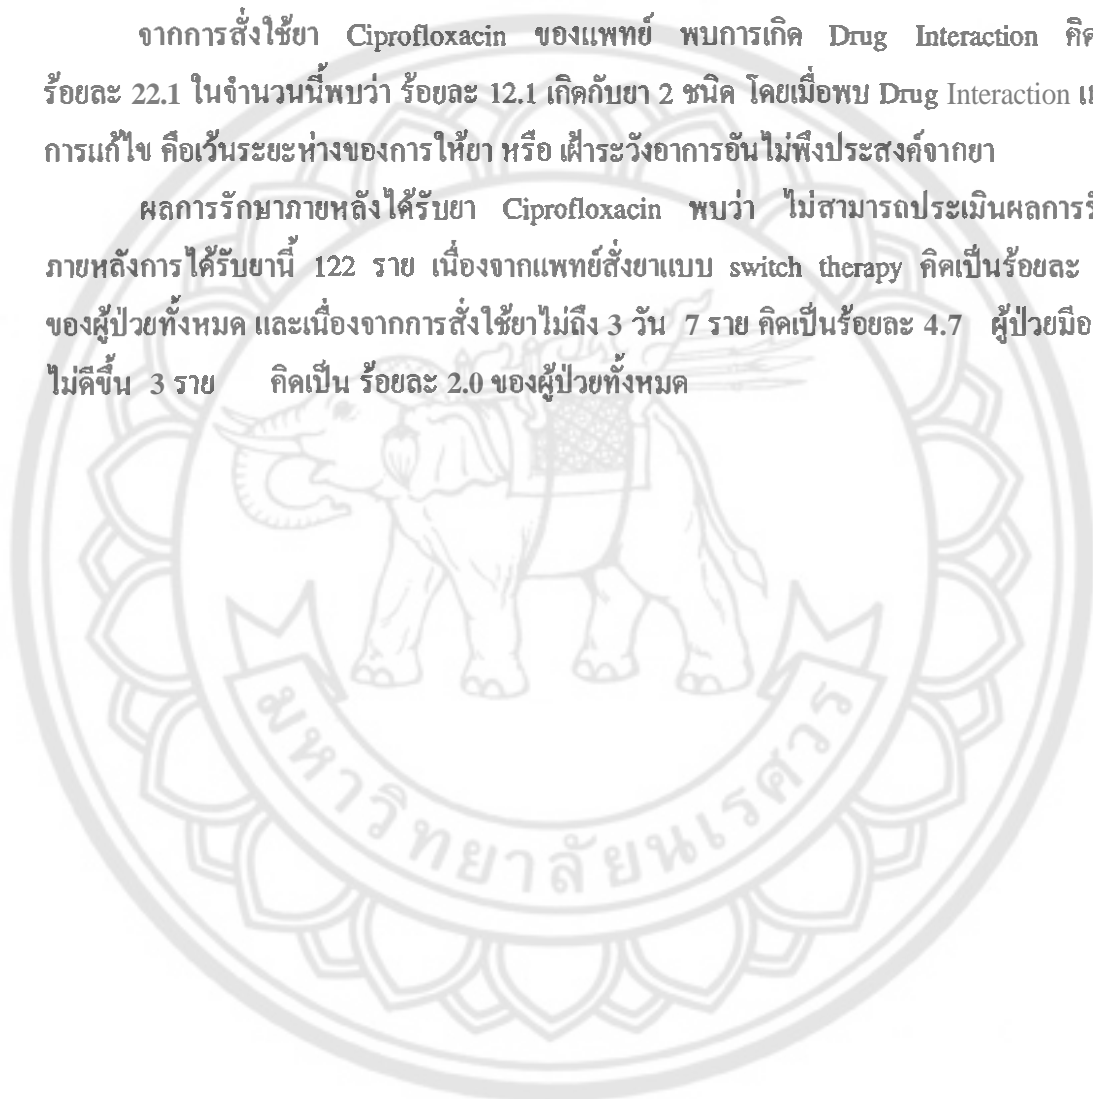 จากการสั่งใช้ยา Ciprofloxacin ของแพทย์ พบการเกิด Drug Interaction
ร้อยละ 22.1 ในจำนวนนี้พบว่า ร้อยละ 12.1 เกิดกับยา 2 ชนิด โดยเมื่อพบ Drug Interaction
การแก้ไข คือเว้นระยะห่างของการให้ยา หรือ เฝ้าระวังอาการอันไม่พึงประสงค์จากยา
ผลการรักษาภายหลังได้รับยา Ciprofloxacin พบว่า ไม่สามารถประเมินผลการ
ภายหลังการได้รับยานี้ 122 ราย เนื่องจากแพทย์สั่งยาแบบ switch therapy คิดเป็นร้อยละ
ของผู้ป่วยทั้งหมด และเนื่องจากการสั่งใช้ยาไม่ถึง 3 วัน 7 ราย คิดเป็นร้อยละ 4.7 ผู้ป่วยมี
ไม่ดีขึ้น 3 ราย คิดเป็น ร้อยละ 2.0 ของผู้ป่วยทั้งหมด
มหาวิทยาลัยนเรศวร